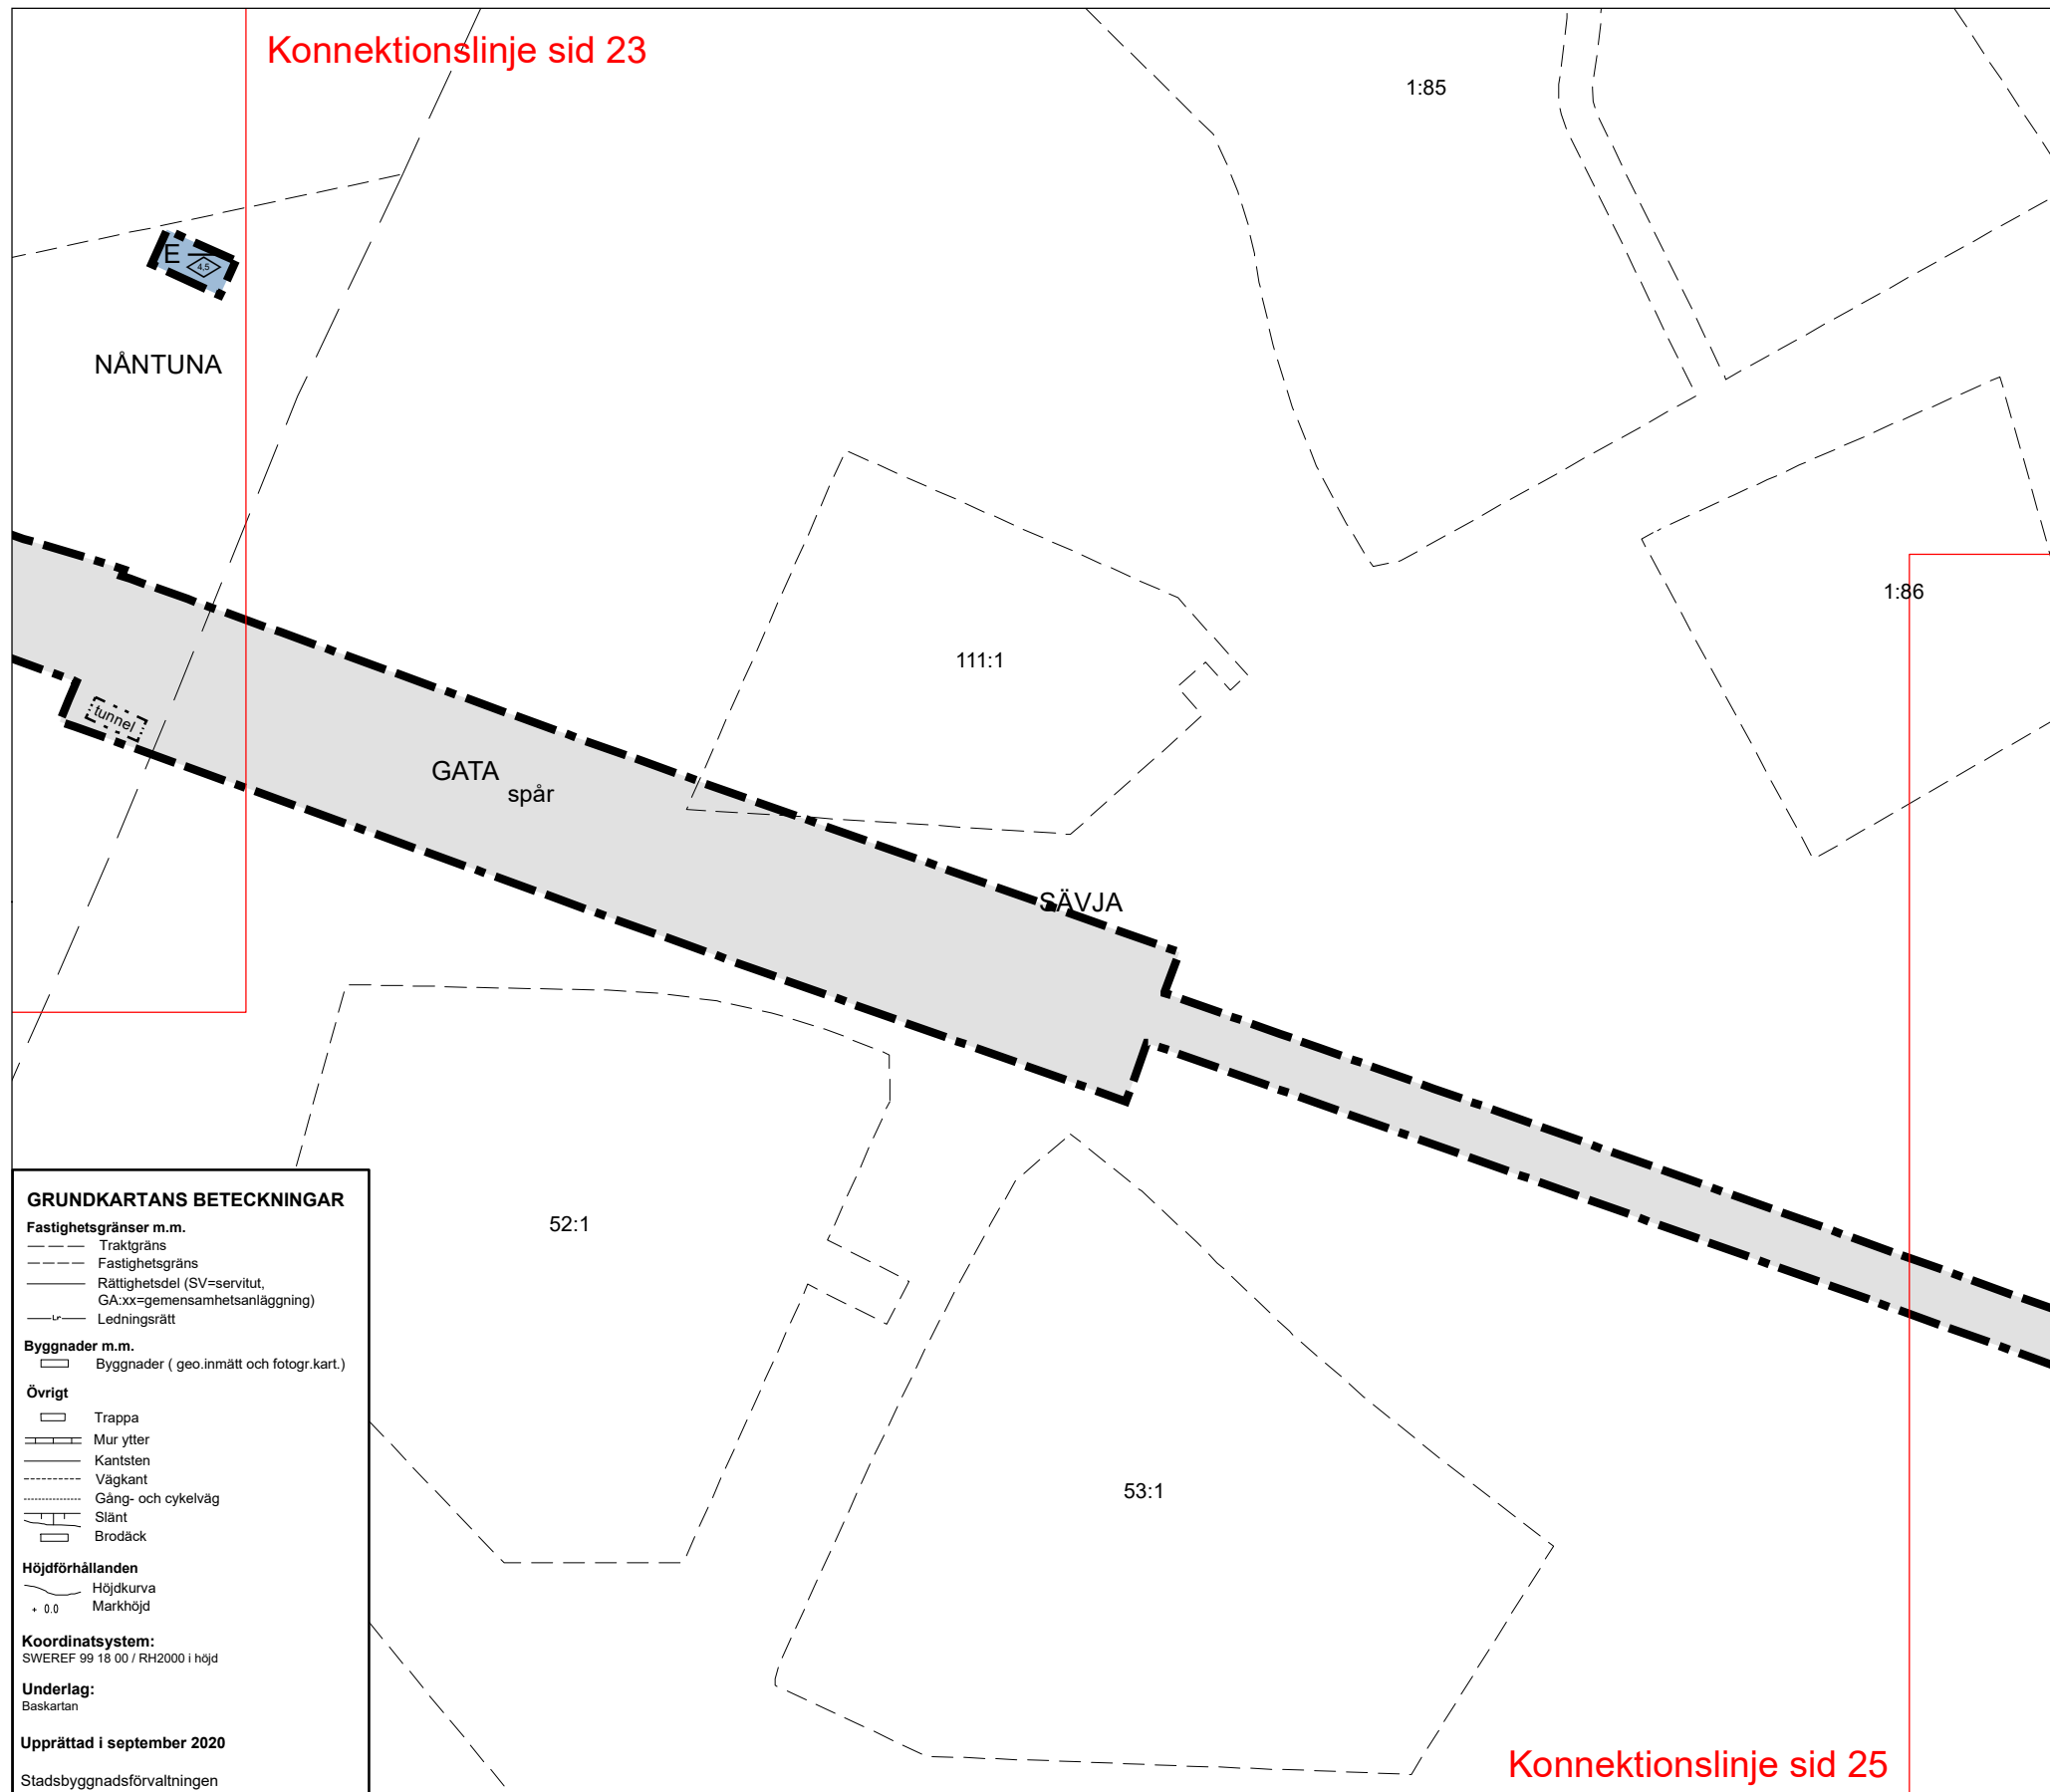 Konnektionslinje sid 23
1:85
E
4,5
NÅNTUNA
1:86
111:1
tunnel
GATA
spår
SÄVJA
52:1
53:1
GRUNDKARTANS BETECKNINGAR
Fastighetsgränser m.m.
Traktgräns
Fastighetsgräns
Rättighetsdel (SV=servitut,
GA:xx=gemensamhetsanläggning)
Lr Ledningsrätt
Byggnader m.m.
Byggnader ( geo.inmätt och fotogr.kart.)
Övrigt
Trappa
Mur ytter
Kantsten
Vägkant
Gång- och cykelväg
Slänt
Brodäck
Höjdförhållanden
Höjdkurva
+ 0.0 Markhöjd
Koordinatsystem:
SWEREF 99 18 00 / RH2000 i höjd
Underlag:
Baskartan
Upprättad i september 2020
Stadsbyggnadsförvaltningen
Konnektionslinje sid 25